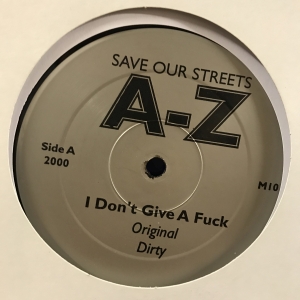 SAVE OUR STREETS
A-Z
Side A
2000
M10
I Don't Give A Fuck
Original
Dirty